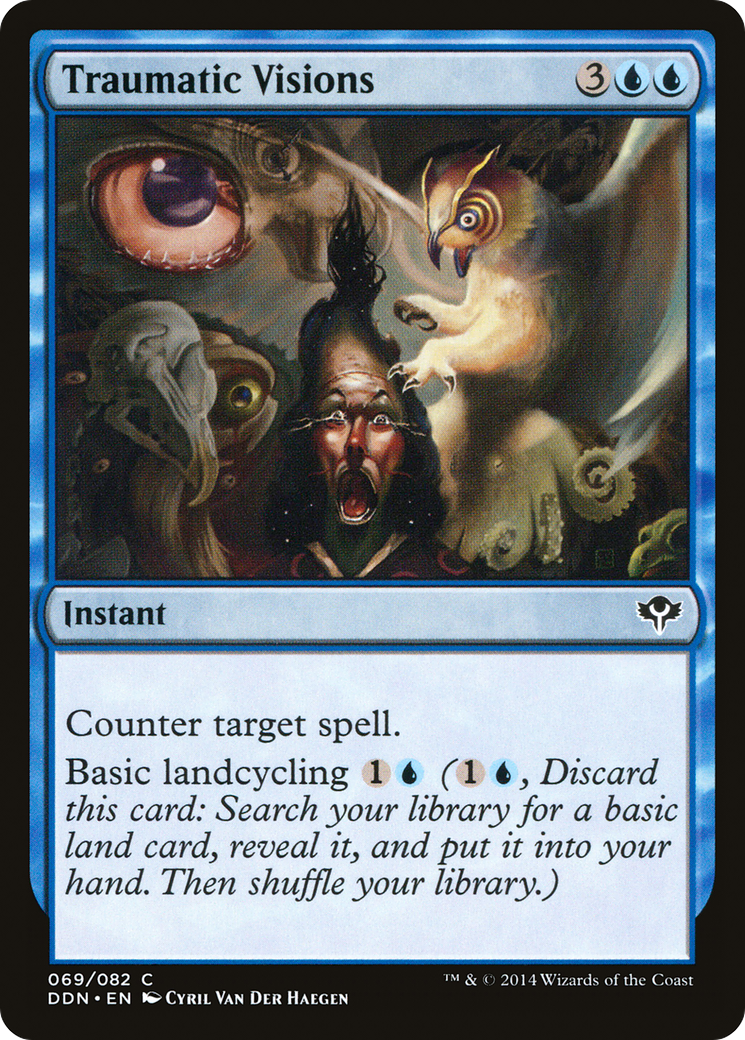 Traumatic Visions 3
Instant
Counter target spell.
Basic landcycling 1 (1, Discard
this card: Search your library for a basic
land card, reveal it, and put it into your
hand. Then shuffle your library.)
069/082 C
DDN • EN Cyril Van Der Haegen
™ & © 2014 Wizards of the Coast